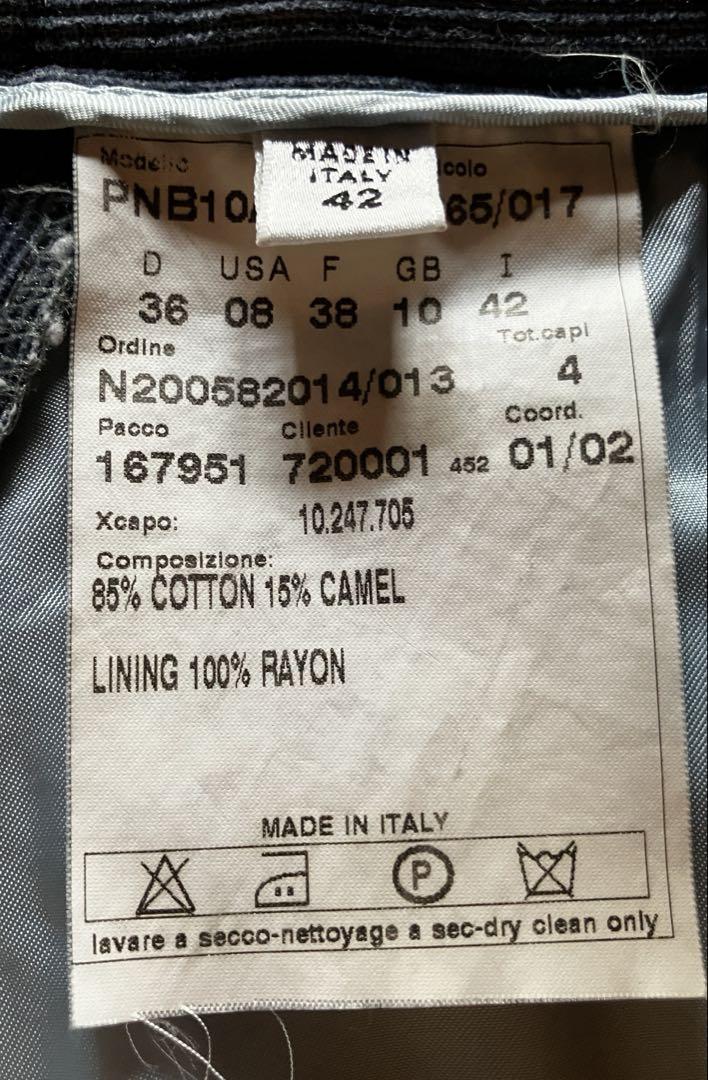 MADE IN
ITALY
42
Modello
PNB10 65/017
D USA F GB I
36 08 38 10 42
Ordine Tot.capi
N200582014/013 4
Pacco Cliente Coord.
167951 720001 452 01/02
Xcapo: 10.247.705
Composizione:
85% COTTON 15% CAMEL
LINING 100% RAYON
MADE IN ITALY
P
lavare a secco-nettoyage a sec-dry clean only